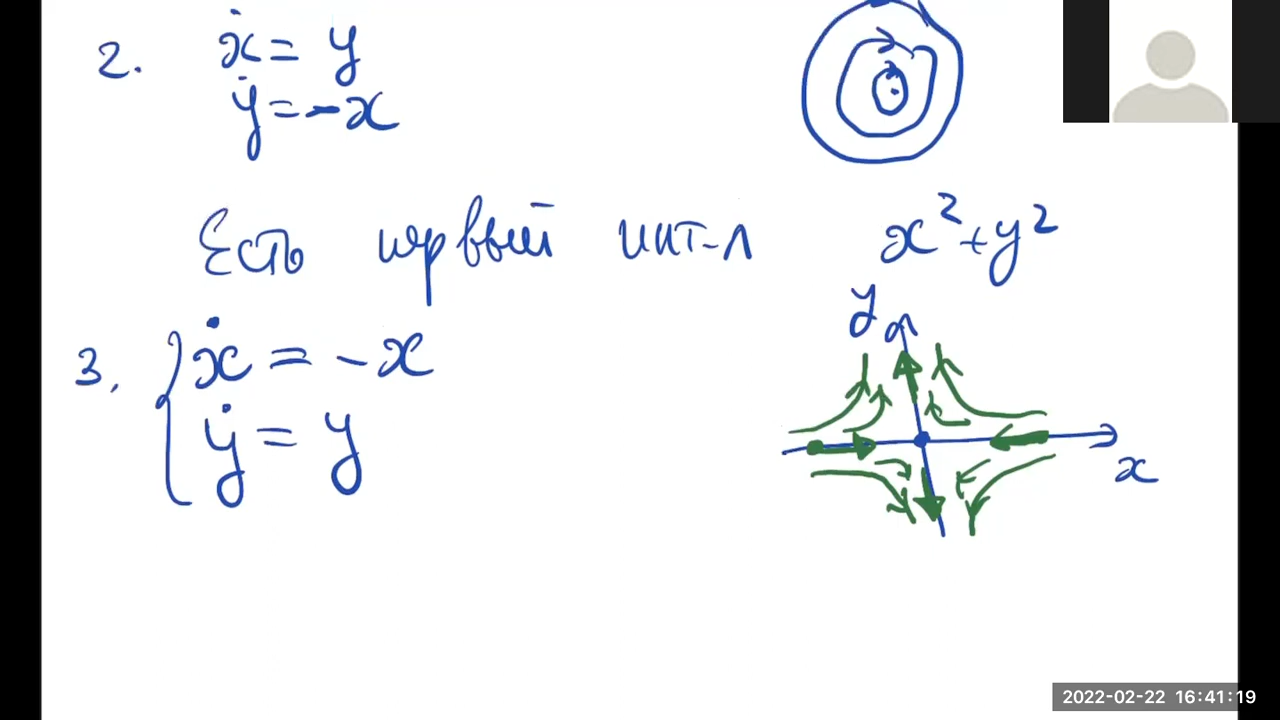 2. ẋ = y
ẏ = -x
Есть первый инт-л x² + y²
3. { ẋ = -x
ẏ = y
y
x
2022-02-22 16:41:19